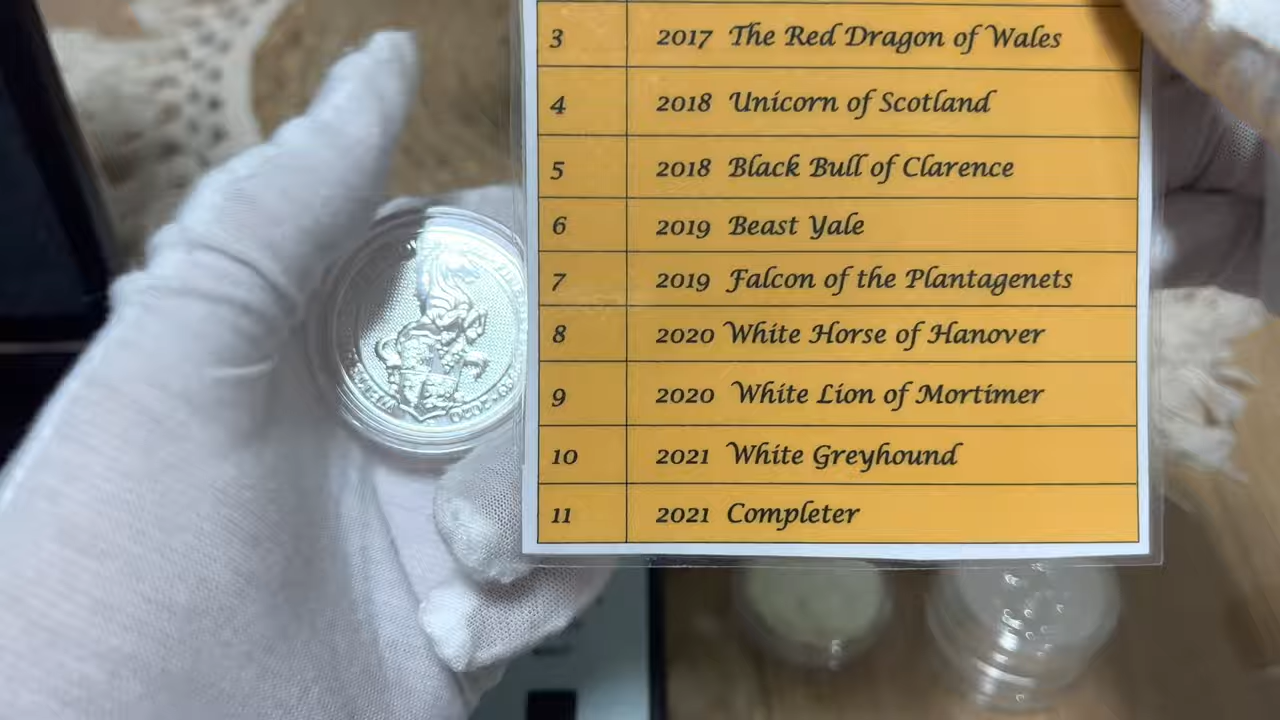 3 2017 The Red Dragon of Wales
4 2018 Unicorn of Scotland
5 2018 Black Bull of Clarence
6 2019 Beast Yale
7 2019 Falcon of the Plantagenets
8 2020 White Horse of Hanover
9 2020 White Lion of Mortimer
10 2021 White Greyhound
11 2021 Completer
2020